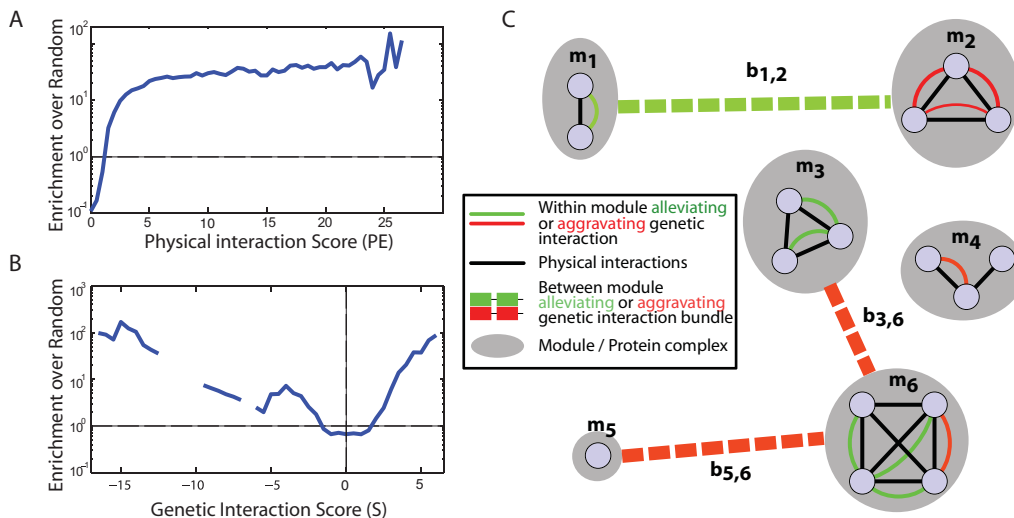 A
Enrichment over Random
10^2
10^1
10^0
10^-1
0 5 10 15 20 25
Physical interaction Score (PE)
B
Enrichment over Random
10^3
10^2
10^1
10^0
10^-1
−15 −10 −5 0 5
Genetic Interaction Score (S)
C
m1
b1,2
m2
m3
m4
b3,6
m6
m5
b5,6
Within module alleviating
or aggravating genetic
interaction
Physical interactions
Between module
alleviating or aggravating
genetic interaction bundle
Module / Protein complex